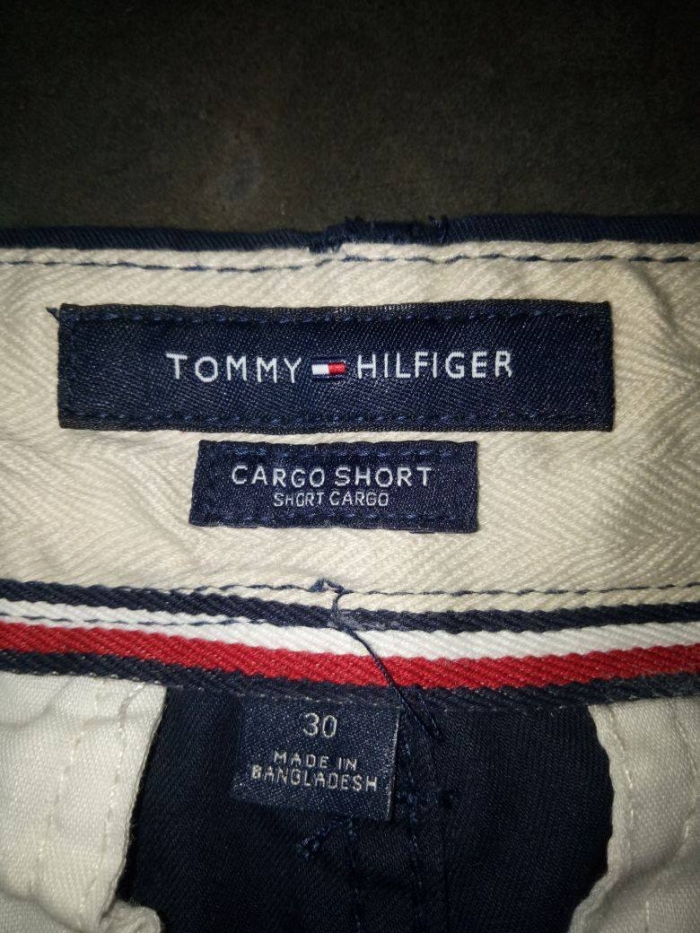 TOMMY HILFIGER
CARGO SHORT
SHORT CARGO
30
MADE IN
BANGLADESH